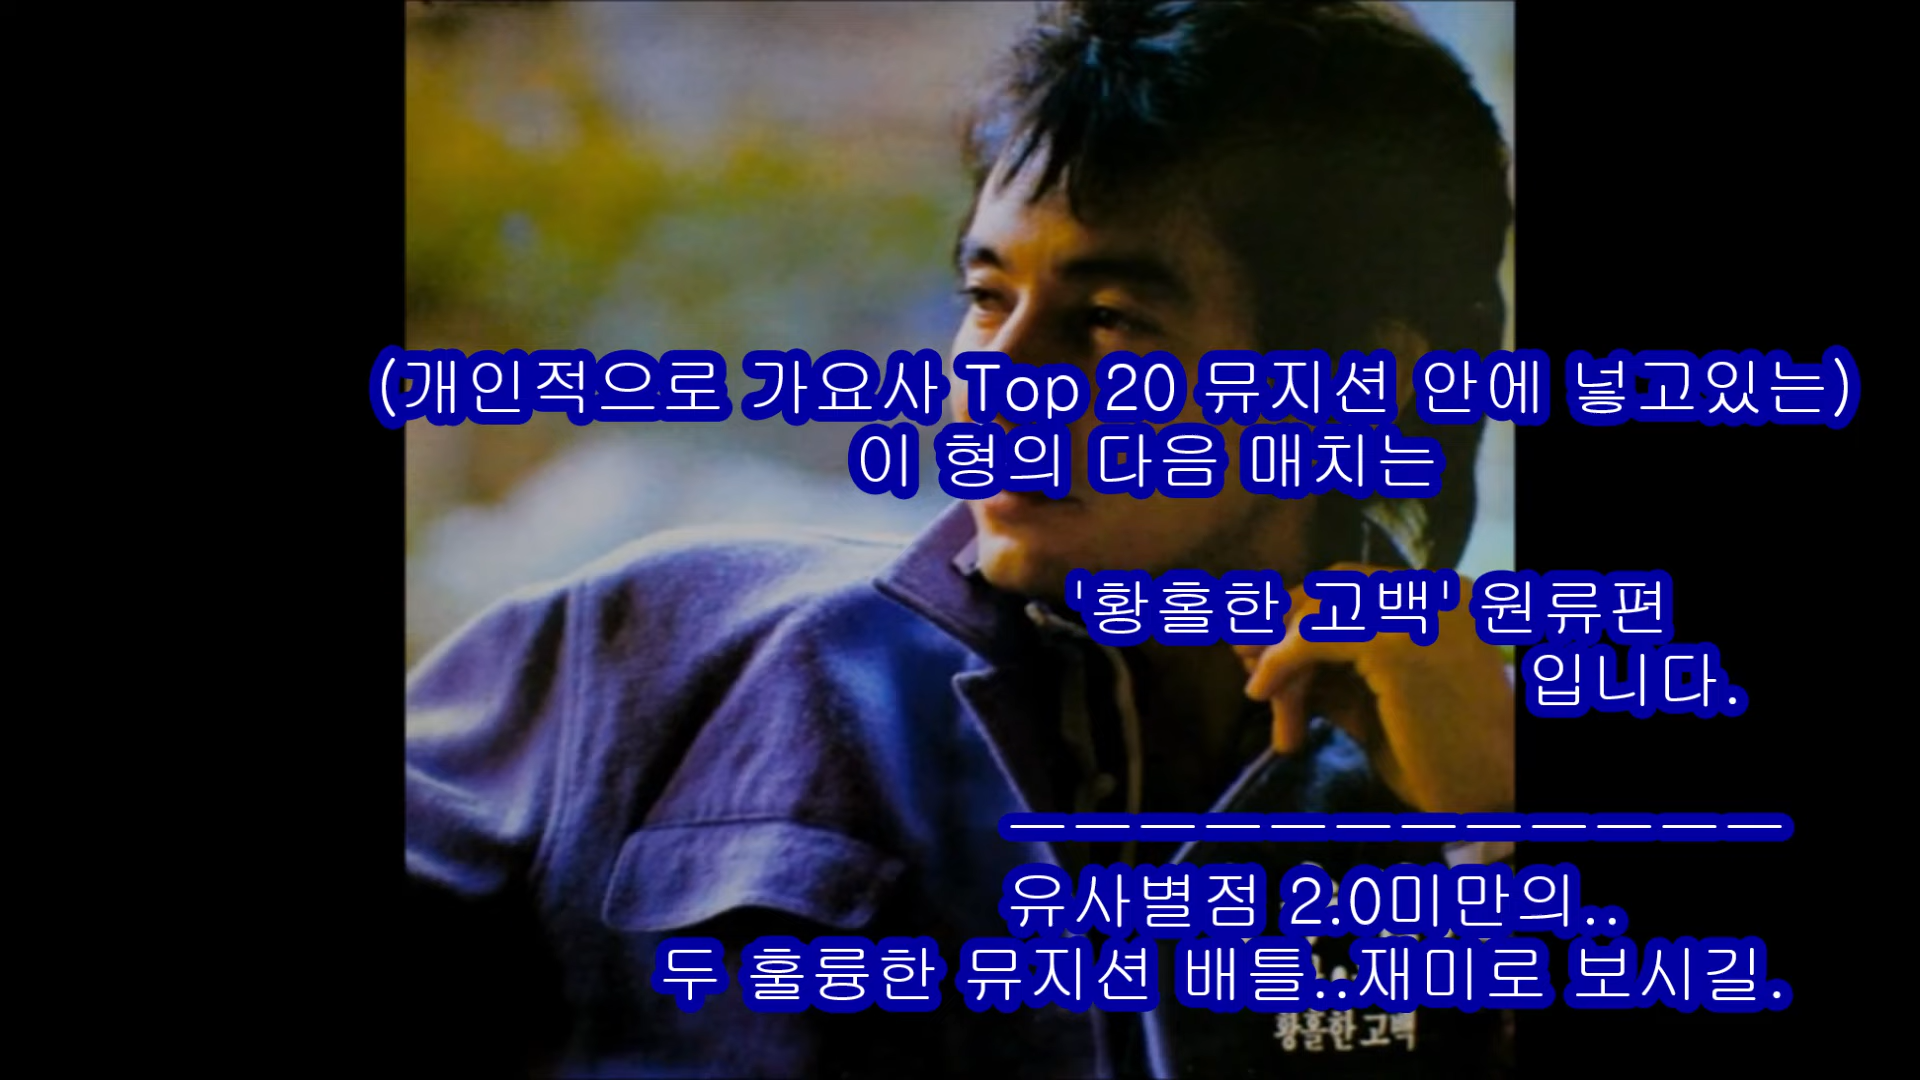 (개인적으로 가요사 Top 20 뮤지션 안에 넣고있는)
이 형의 다음 매치는
'황홀한 고백' 원류편
입니다.
ㅡㅡㅡㅡㅡㅡㅡㅡㅡㅡㅡㅡ
유사별점 2.0미만의..
두 훌륭한 뮤지션 배틀..재미로 보시길.
황홀한 고백